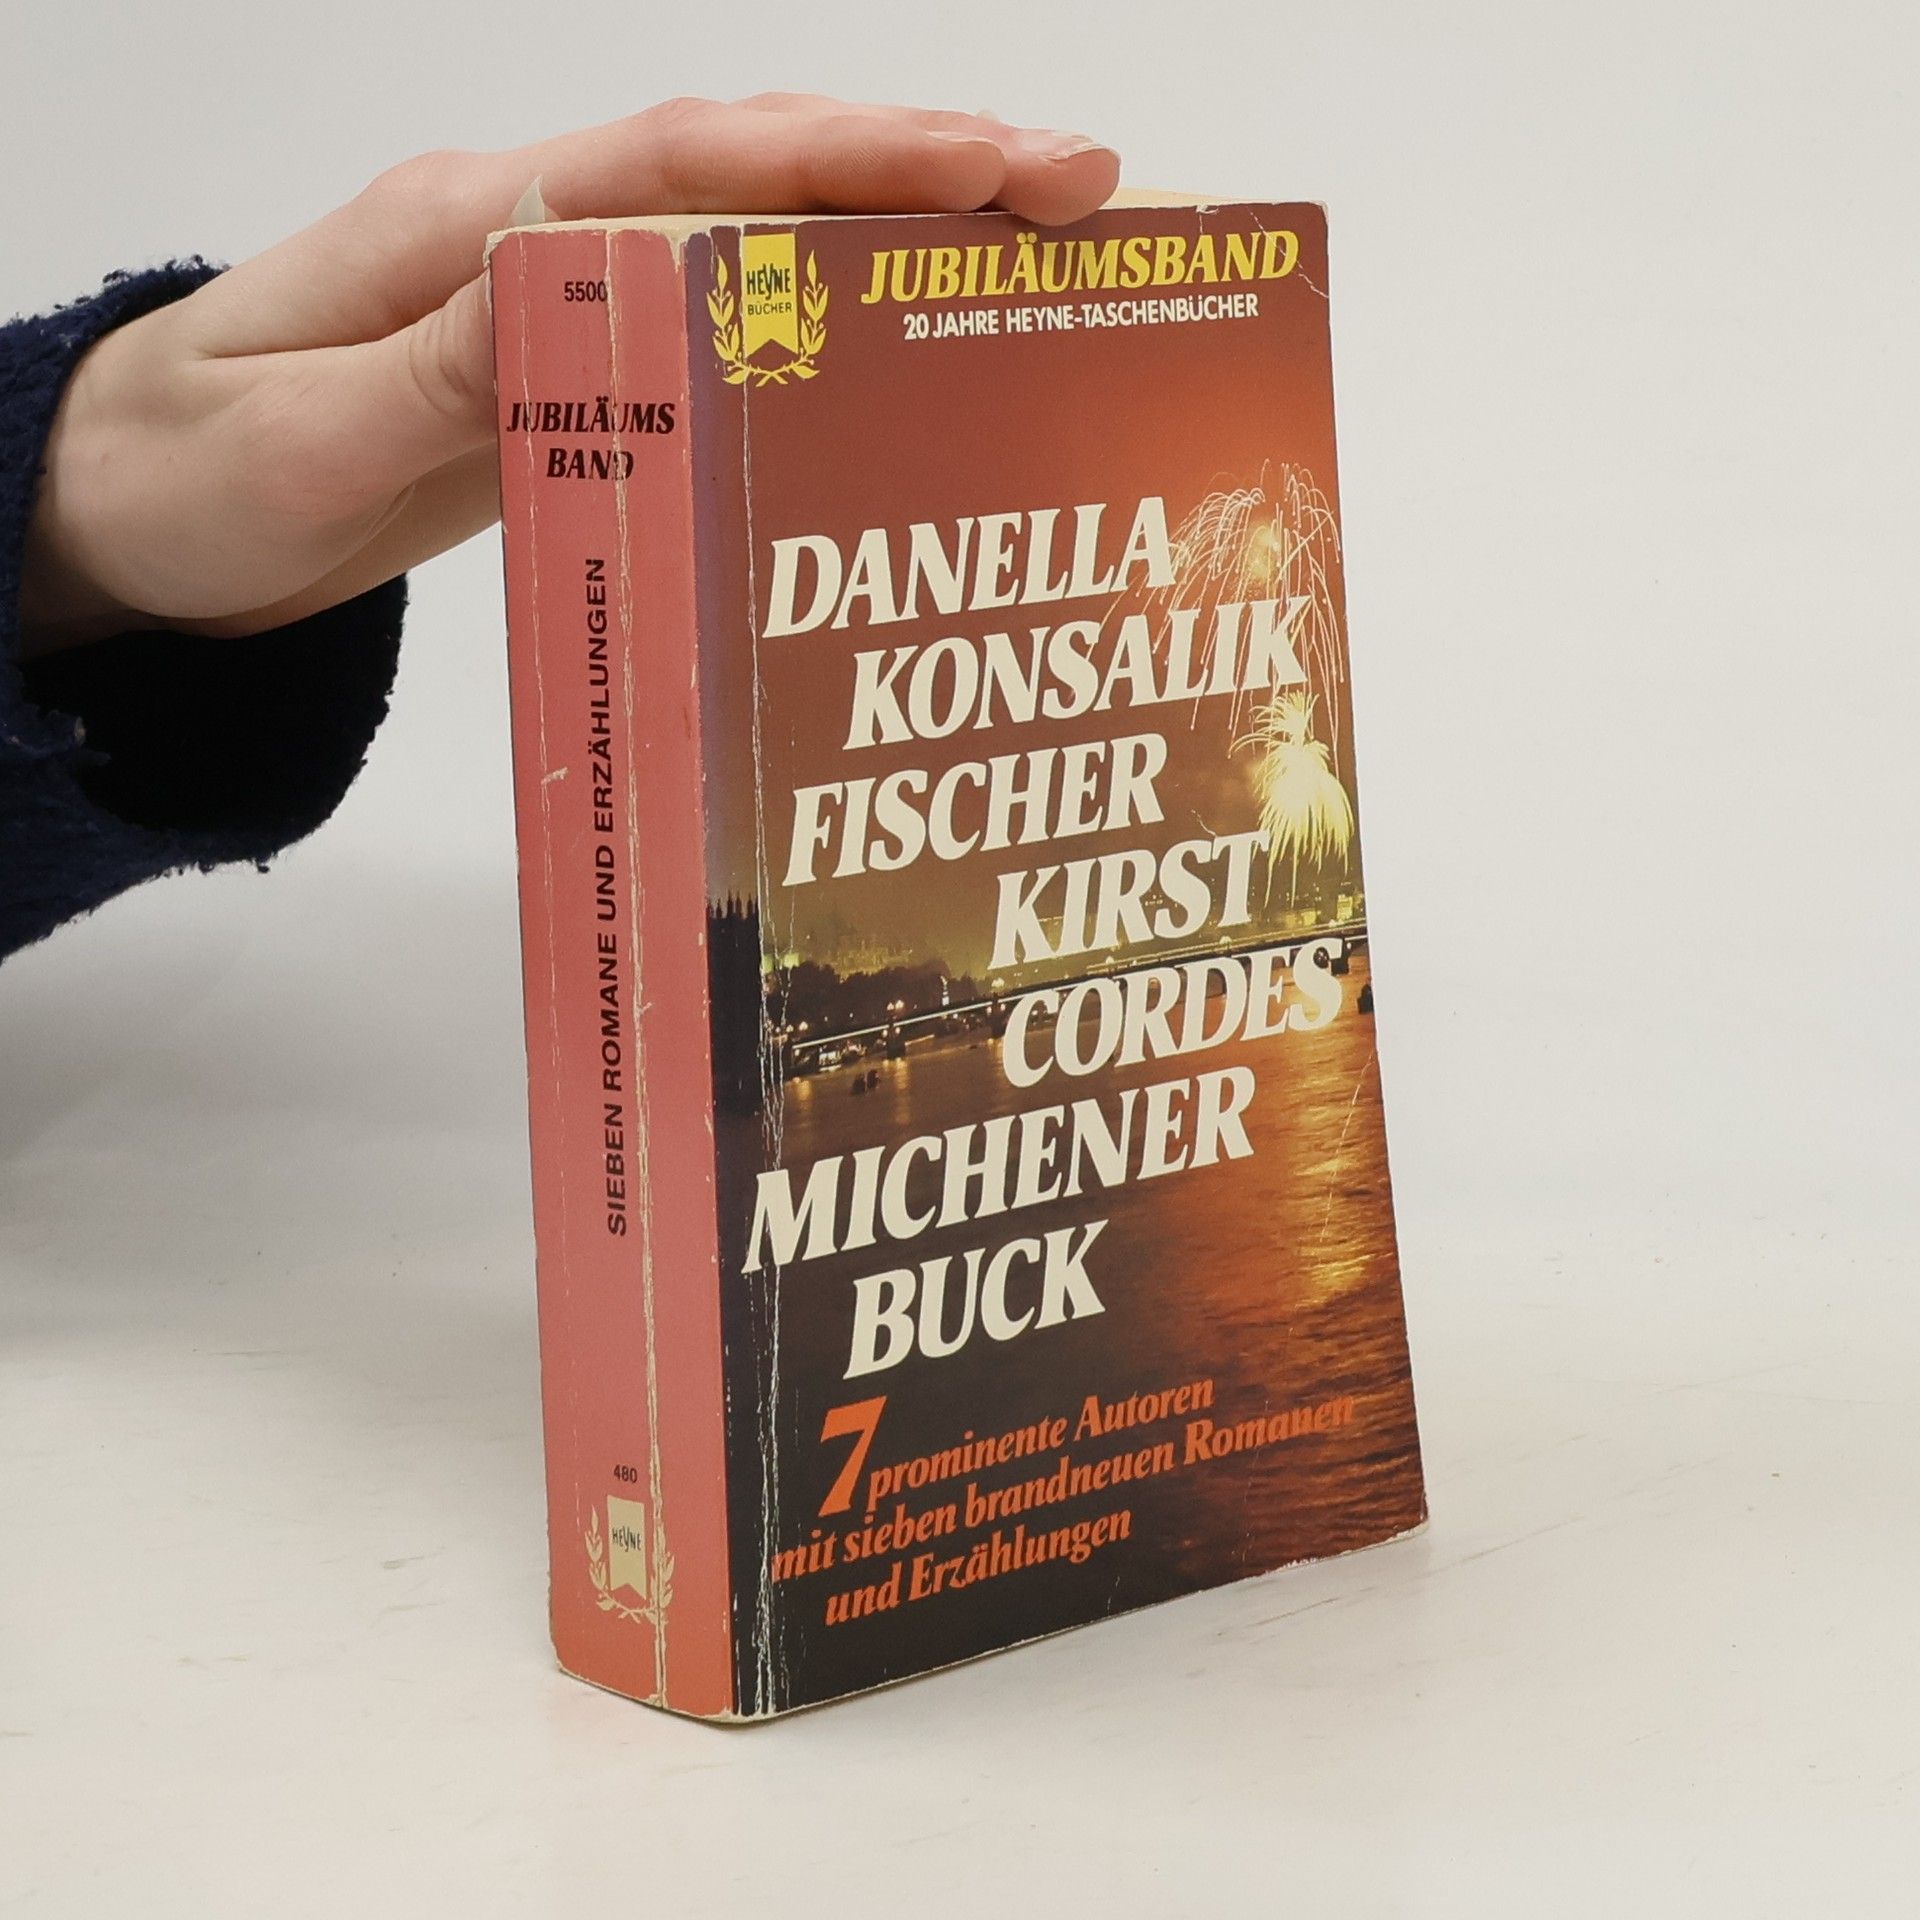 5500
JUBILÄUMS
BAND
SIEBEN ROMANE UND ERZÄHLUNGEN
480
HEYNE
HEYNE
BÜCHER
JUBILÄUMSBAND
20 JAHRE HEYNE-TASCHENBÜCHER
DANELLA
KONSALIK
FISCHER
KIRST
CORDES
MICHENER
BUCK
7 prominente Autoren
mit sieben brandneuen Romanen
und Erzählungen